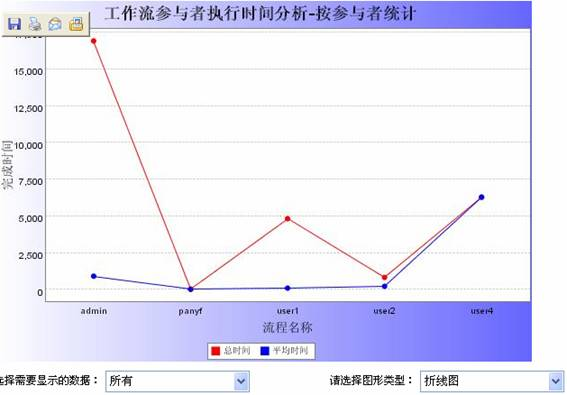 工作流参与者执行时间分析-按参与者统计
15,000
12,500
10,000
7,500
5,000
2,500
0
完成时间
admin panyf user1 user2 user4
流程名称
总时间 平均时间
选择需要显示的数据： 所有 请选择图形类型： 折线图